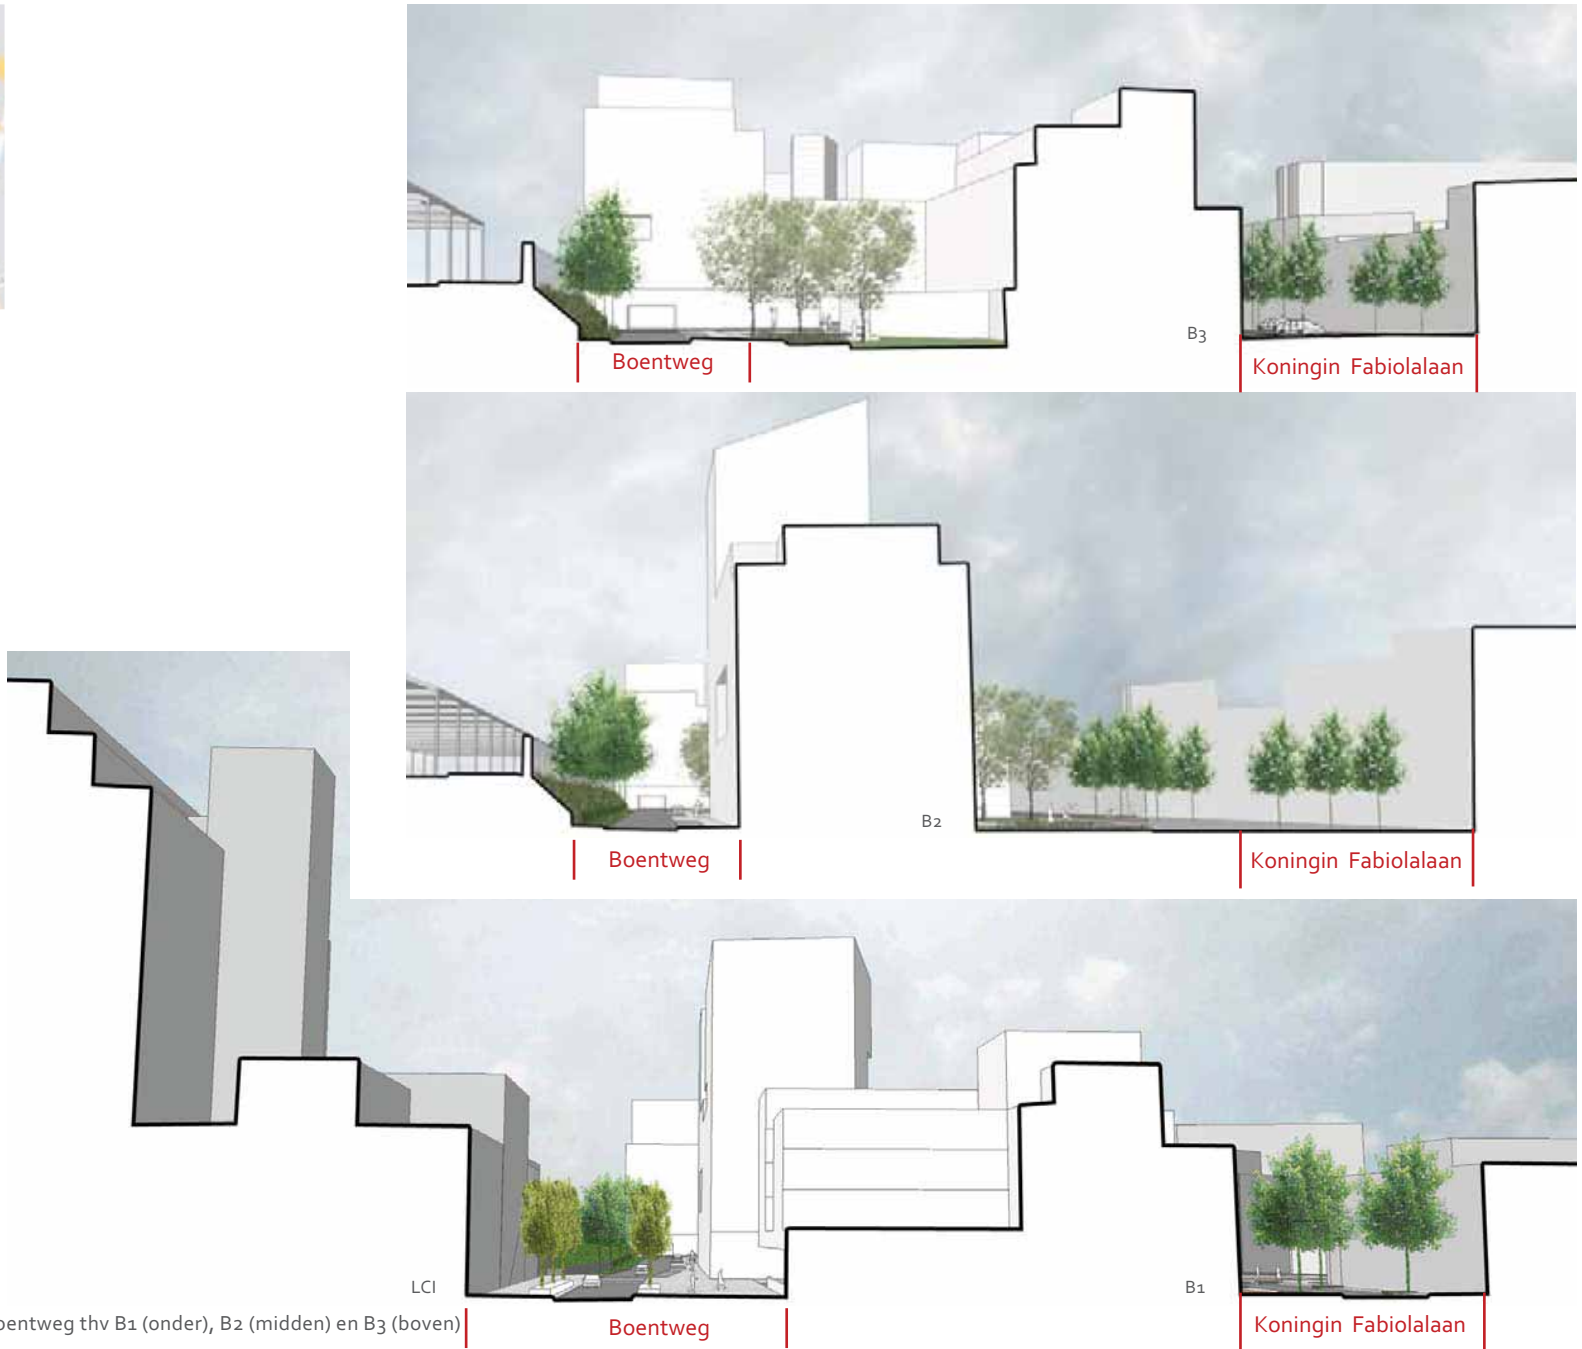 B3
Boentweg
Koningin Fabiolalaan
B2
Boentweg
Koningin Fabiolalaan
LCI
B1
thv B1 (onder), B2 (midden) en B3 (boven)
Boentweg
Koningin Fabiolalaan